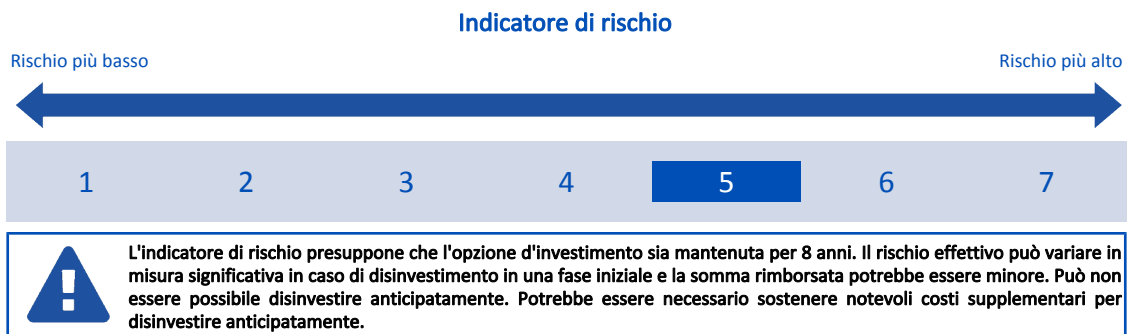 Indicatore di rischio
Rischio più basso Rischio più alto
1 2 3 4 5 6 7
L'indicatore di rischio presuppone che l'opzione d'investimento sia mantenuta per 8 anni. Il rischio effettivo può variare in
misura significativa in caso di disinvestimento in una fase iniziale e la somma rimborsata potrebbe essere minore. Può non
essere possibile disinvestire anticipatamente. Potrebbe essere necessario sostenere notevoli costi supplementari per
disinvestire anticipatamente.